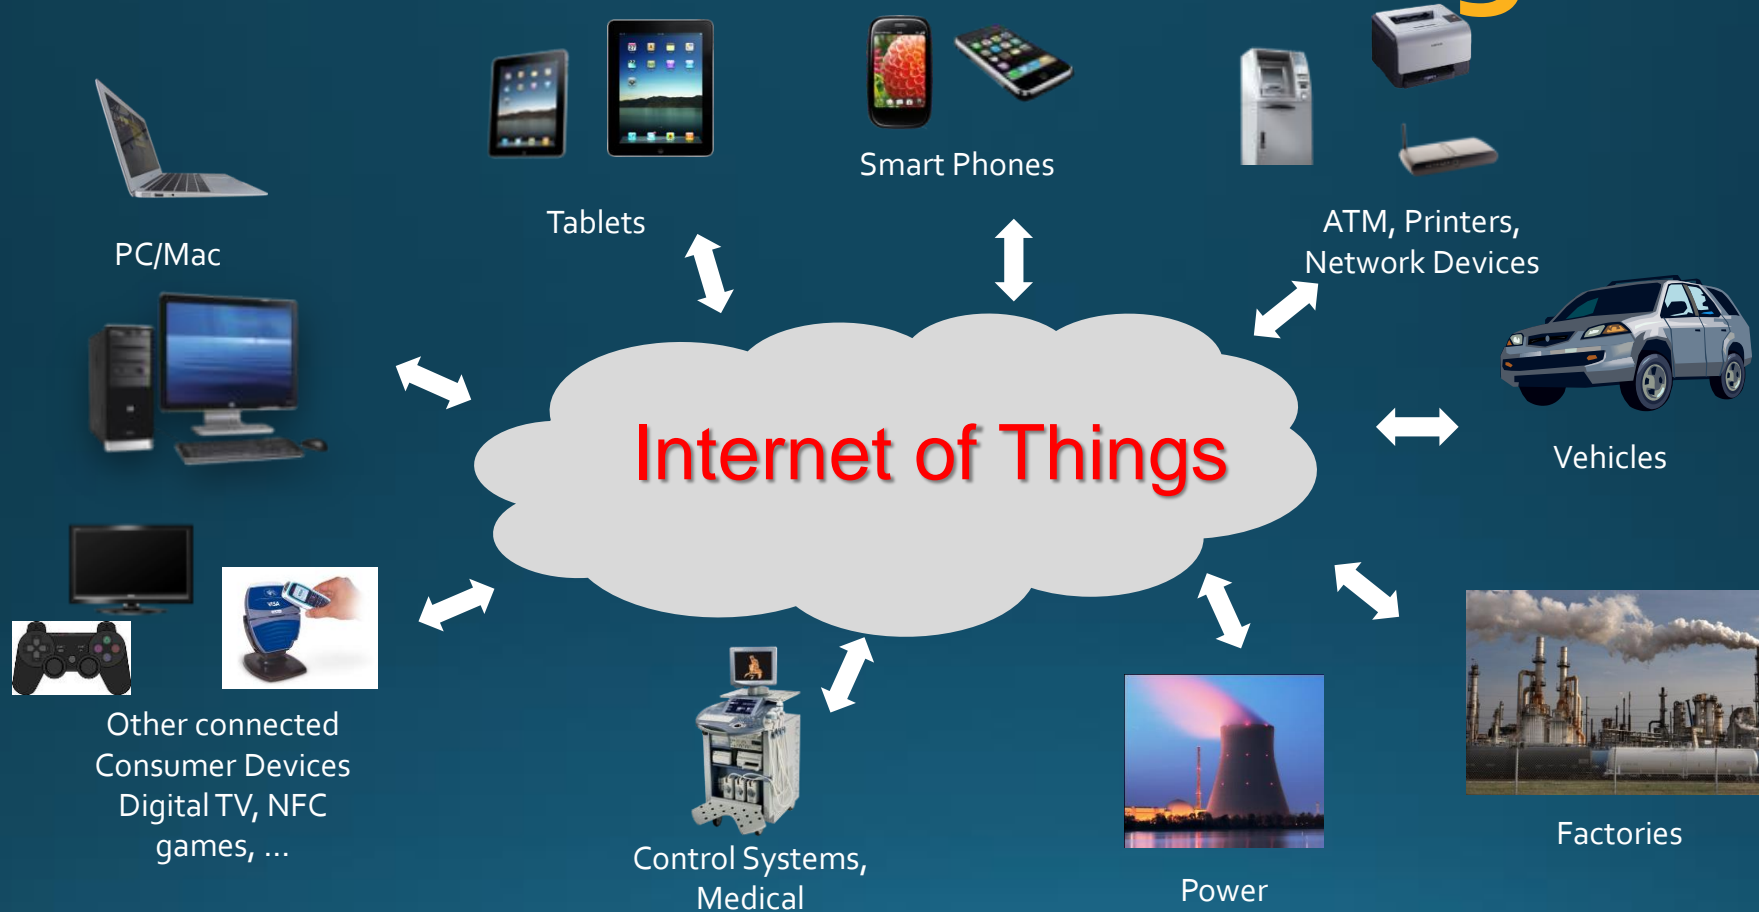 Smart Phones
Tablets
ATM, Printers,
Network Devices
PC/Mac
Internet of Things
Vehicles
VISA
Other connected
Consumer Devices
Digital TV, NFC
games, ...
Control Systems,
Medical
Power
Factories